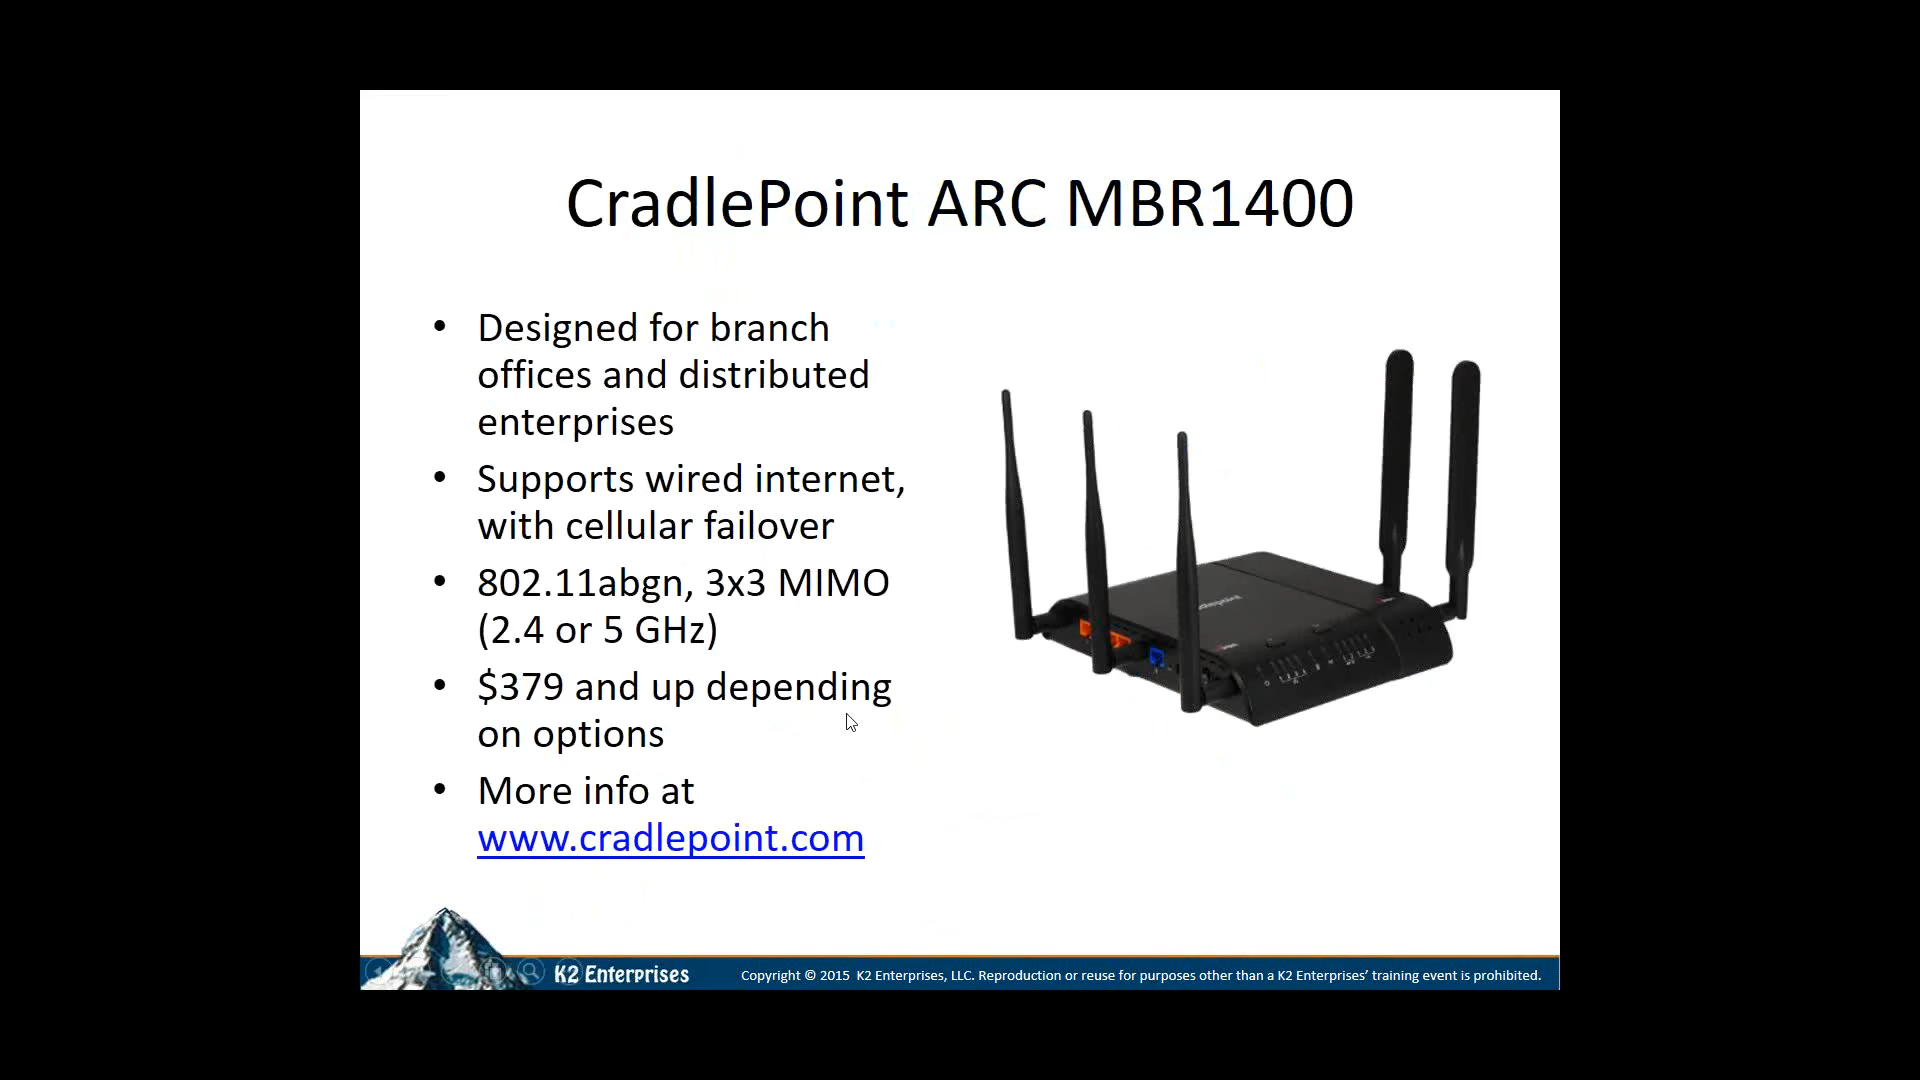 CradlePoint ARC MBR1400
• Designed for branch
offices and distributed
enterprises
• Supports wired internet,
with cellular failover
• 802.11abgn, 3x3 MIMO
(2.4 or 5 GHz)
• $379 and up depending
on options
• More info at
www.cradlepoint.com
K2 Enterprises
Copyright © 2015 K2 Enterprises, LLC. Reproduction or reuse for purposes other than a K2 Enterprises’ training event is prohibited.